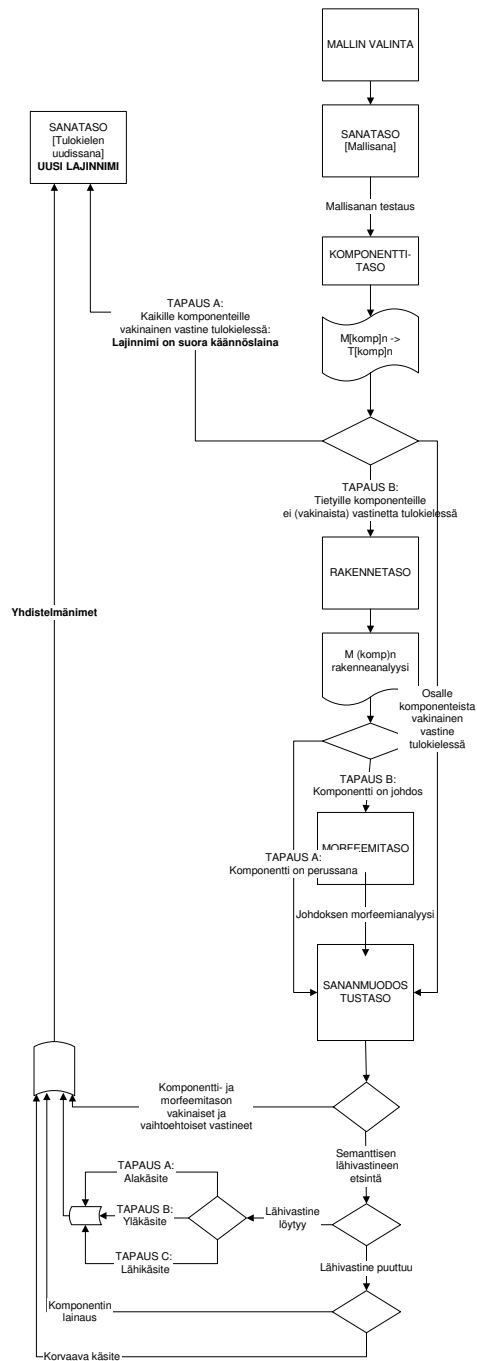 MALLIN VALINTA
SANATASO
[Mallisana]
SANATASO
[Tulokielen
uudissana]
UUSI LAJINNIMI
Mallisanan testaus
KOMPONENTTI-
TASO
TAPAUS A:
Kaikille komponenteille
vakinainen vastine tulokielessä:
Lajinnimi on suora käännöslaina
M[komp]n ->
T[komp]n
TAPAUS B:
Tietyille komponenteille
ei (vakinaista) vastinetta tulokielessä
RAKENNETASO
Yhdistelmänimet
M (komp)n
rakenneanalyysi
Osalle
komponenteista
vakinainen
vastine
tulokielessä
TAPAUS B:
Komponentti on johdos
MORFEEMITASO
TAPAUS A:
Komponentti on perussana
Johdoksen morfeemianalyysi
SANANMUODOS
TUSTASO
Komponentti- ja
morfeemitason
vakinaiset ja
vaihtoehtoiset vastineet
Semanttisen
lähivastineen
etsintä
TAPAUS A:
Alakäsite
TAPAUS B:
Yläkäsite
TAPAUS C:
Lähikäsite
Lähivastine
löytyy
Lähivastine puuttuu
Komponentin
lainaus
Korvaava käsite